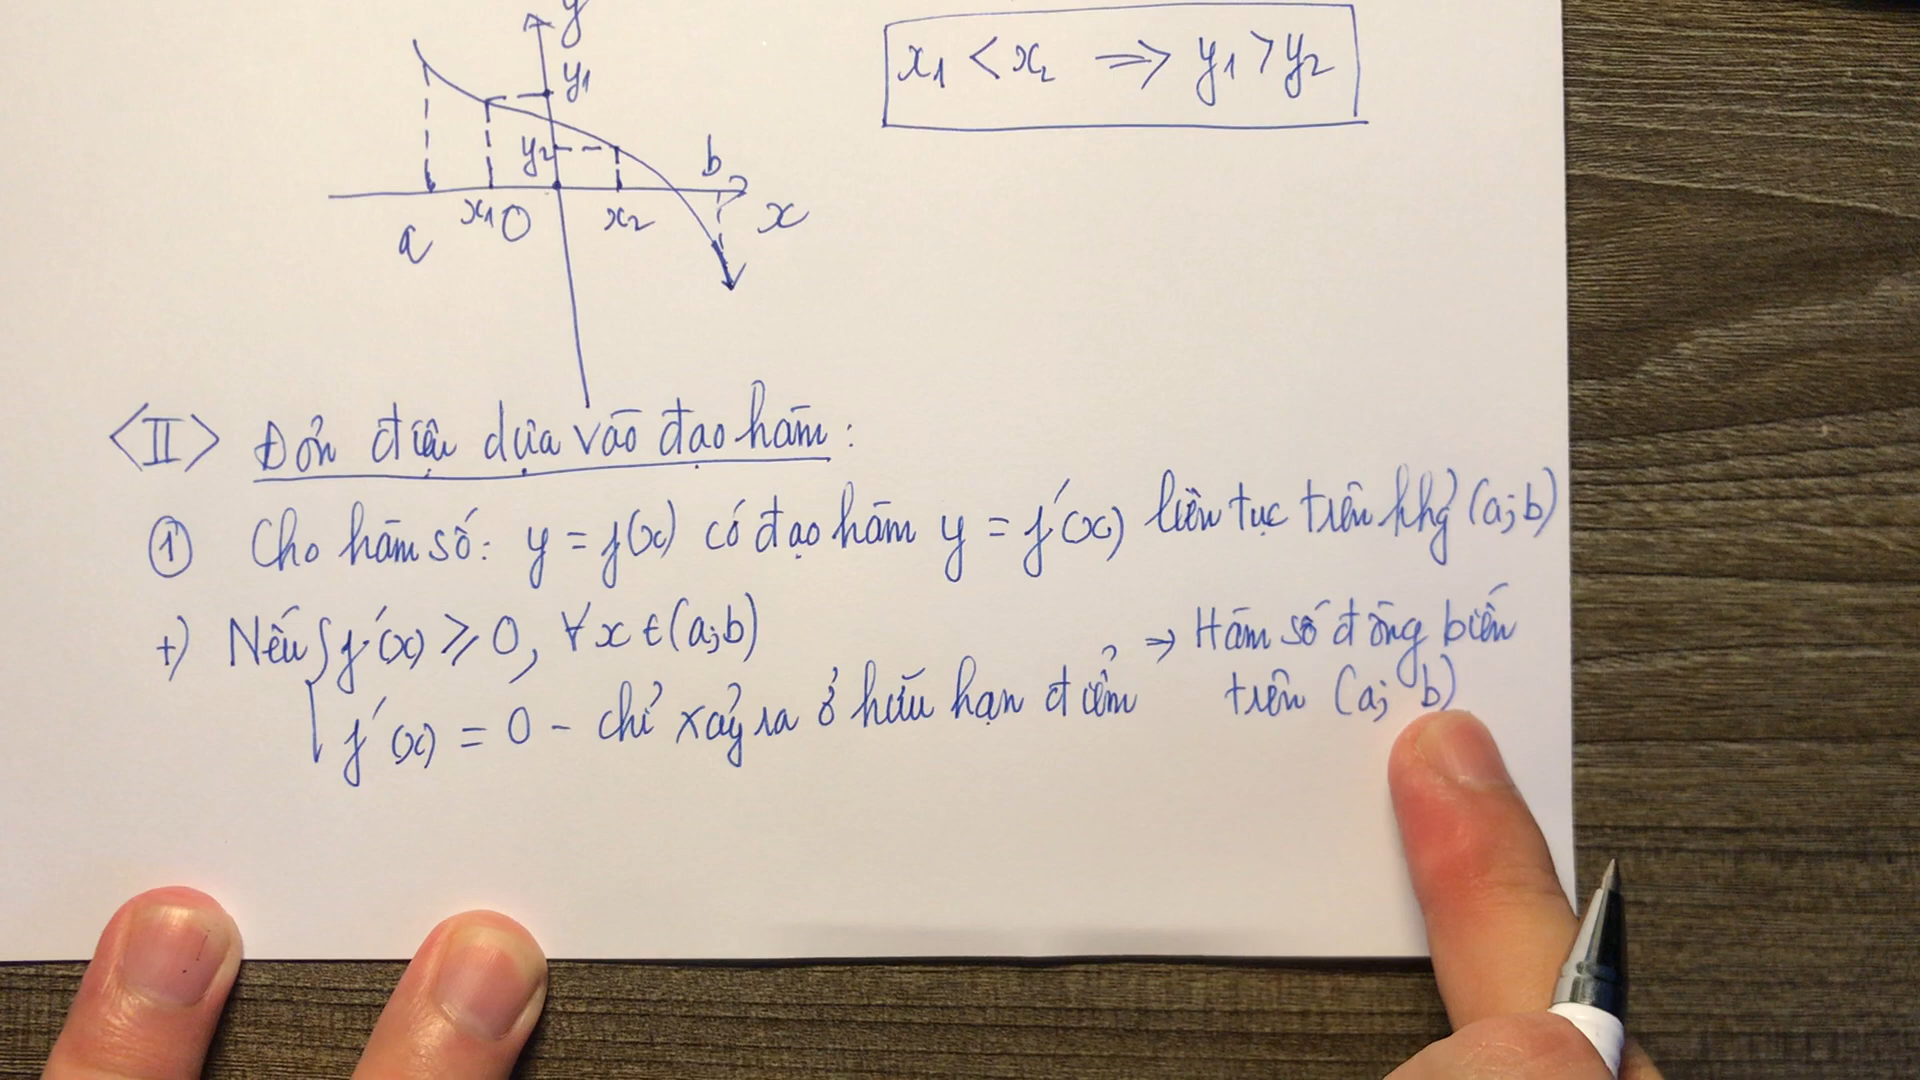 y
x1 < x2 => y1 > y2
y1
y2
b
a x1 O x2 x
<II> Đơn điệu dựa vào đạo hàm:
① Cho hàm số: y = f(x) có đạo hàm y = f'(x) liên tục trên khg̉ (a;b)
+) Nếu { f'(x) ⩾ 0, ∀x ∈ (a;b) => Hàm số đồng biến
f'(x) = 0 - chỉ xảy ra ở hữu hạn điểm trên (a; b)